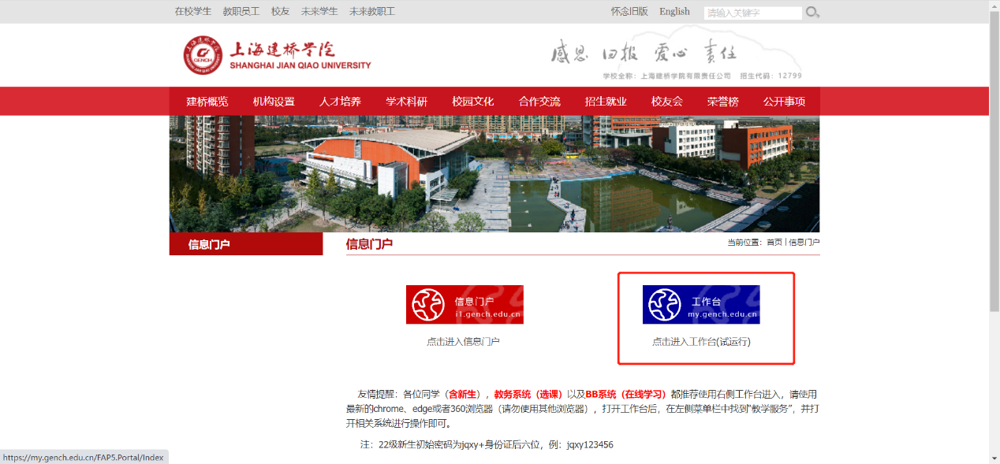 在校学生 教职员工 校友 未来学生 未来教职工 怀念旧版 English 请输入关键字
上海建桥学院
SHANGHAI JIAN QIAO UNIVERSITY
感恩 回报 爱心 责任
学校全称：上海建桥学院有限责任公司 招生代码：12799
建桥概览 机构设置 人才培养 学术科研 校园文化 合作交流 招生就业 校友会 荣誉榜 公开事项
信息门户
信息门户
当前位置：首页 | 信息门户
信息门户
i1.gench.edu.cn
点击进入信息门户
工作台
my.gench.edu.cn
点击进入工作台(试运行)
友情提醒：各位同学（含新生），教务系统（选课）以及BB系统（在线学习）都推荐使用右侧工作台进入，请使用
最新的chrome、edge或者360浏览器（请勿使用其他浏览器），打开工作台后，在左侧菜单栏中找到“教学服务”，并打
开相关系统进行操作即可。
注：22级新生初始密码为jqxy+身份证后六位，例：jqxy123456
https://my.gench.edu.cn/FAP5.Portal/Index